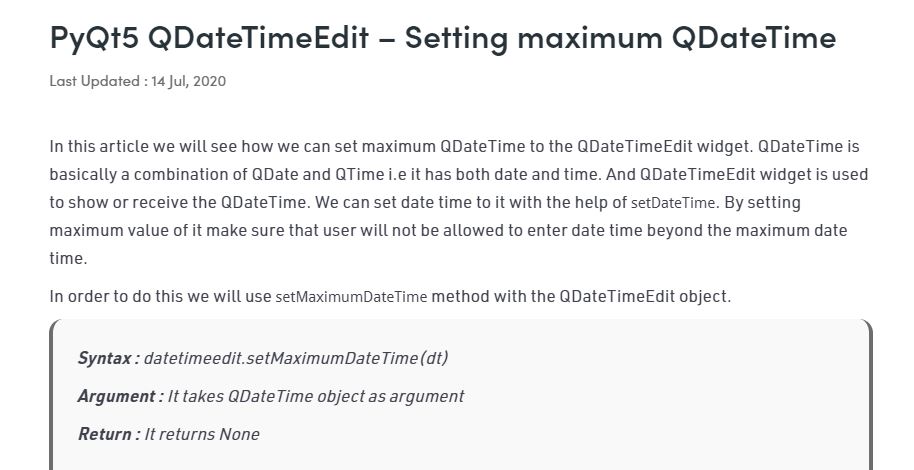 PyQt5 QDateTimeEdit – Setting maximum QDateTime
Last Updated : 14 Jul, 2020
In this article we will see how we can set maximum QDateTime to the QDateTimeEdit widget. QDateTime is
basically a combination of QDate and QTime i.e it has both date and time. And QDateTimeEdit widget is used
to show or receive the QDateTime. We can set date time to it with the help of setDateTime. By setting
maximum value of it make sure that user will not be allowed to enter date time beyond the maximum date
time.
In order to do this we will use setMaximumDateTime method with the QDateTimeEdit object.
Syntax : datetimeedit.setMaximumDateTime(dt)
Argument : It takes QDateTime object as argument
Return : It returns None